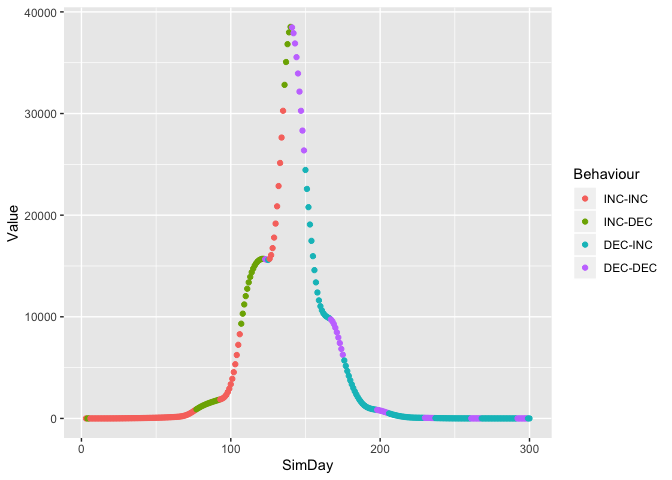 40000
30000
20000
10000
0
Value
0 100 200 300
SimDay
Behaviour
INC-INC
INC-DEC
DEC-INC
DEC-DEC